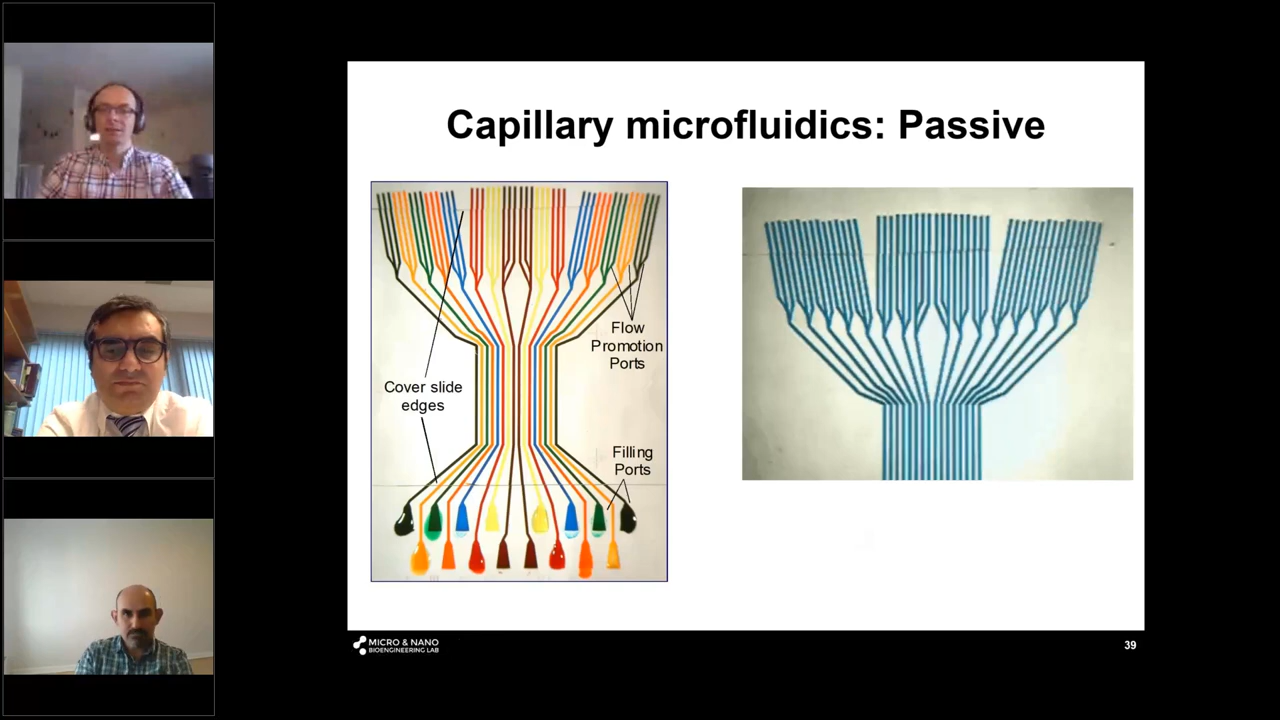 Capillary microfluidics: Passive
Flow
Promotion
Ports
Cover slide
edges
Filling
Ports
MICRO & NANO
BIOENGINEERING LAB
39